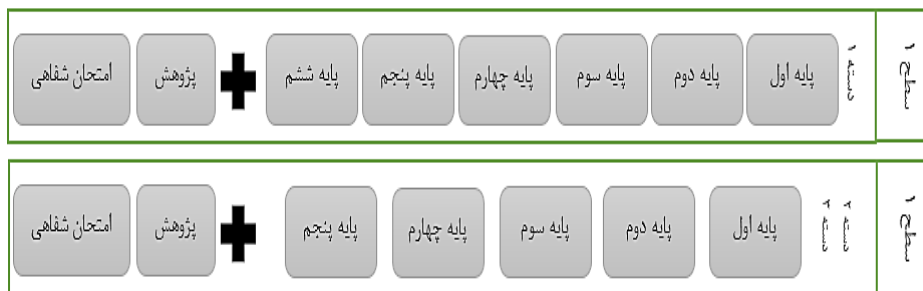 سطح ۱
دسته ۱
پایه اول
پایه دوم
پایه سوم
پایه چهارم
پایه پنجم
پایه ششم
پژوهش
امتحان شفاهی
سطح ۱
دسته ۲
دسته ۳
پایه اول
پایه دوم
پایه سوم
پایه چهارم
پایه پنجم
پژوهش
امتحان شفاهی